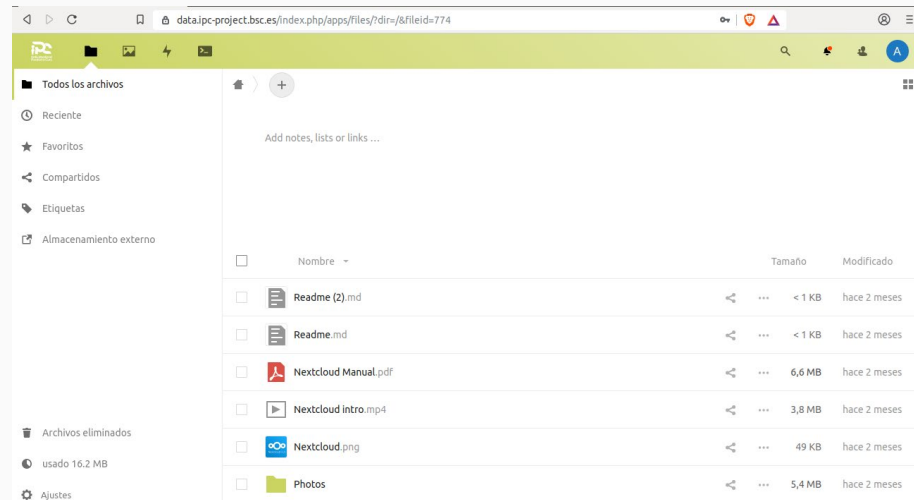 data.ipc-project.bsc.es/index.php/apps/files/?dir=/&fileid=774
iPC
A
Todos los archivos
Reciente
Favoritos
Compartidos
Etiquetas
Almacenamiento externo
Archivos eliminados
usado 16.2 MB
Ajustes
Add notes, lists or links ...
Nombre Tamaño Modificado
Readme (2).md < 1 KB hace 2 meses
Readme.md < 1 KB hace 2 meses
Nextcloud Manual.pdf 6,6 MB hace 2 meses
Nextcloud intro.mp4 3,8 MB hace 2 meses
Nextcloud.png 49 KB hace 2 meses
Photos 5,4 MB hace 2 meses